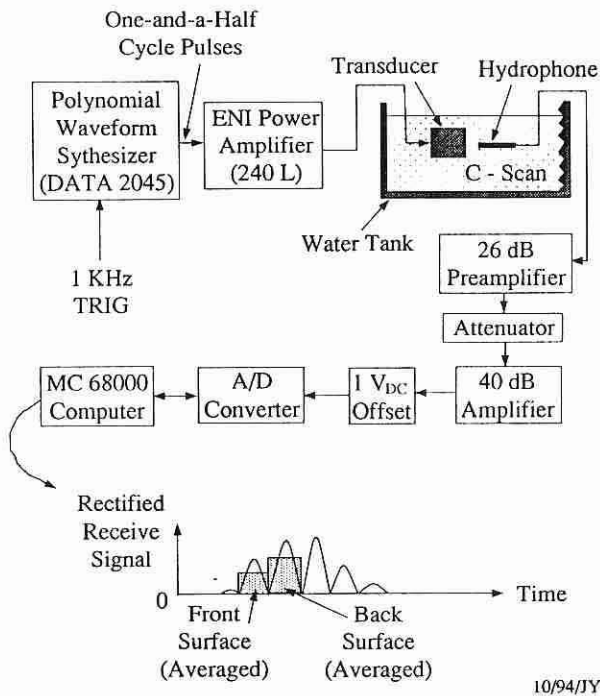 One-and-a-Half
Cycle Pulses
Transducer
Hydrophone
Polynomial
Waveform
Sythesizer
(DATA 2045)
ENI Power
Amplifier
(240 L)
C - Scan
Water Tank
1 KHz
TRIG
26 dB
Preamplifier
Attenuator
MC 68000
Computer
A/D
Converter
1 VDC
Offset
40 dB
Amplifier
Rectified
Receive
Signal
0
Time
Front
Surface
(Averaged)
Back
Surface
(Averaged)
10/94/JY